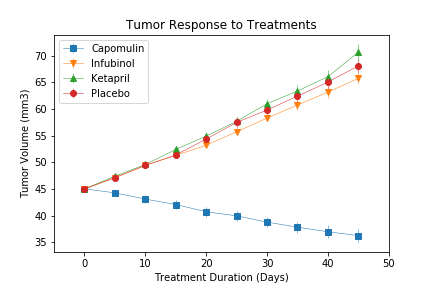 Tumor Response to Treatments
Capomulin
Infubinol
Ketapril
Placebo
Tumor Volume (mm3)
70
65
60
55
50
45
40
35
0
10
20
30
40
50
Treatment Duration (Days)